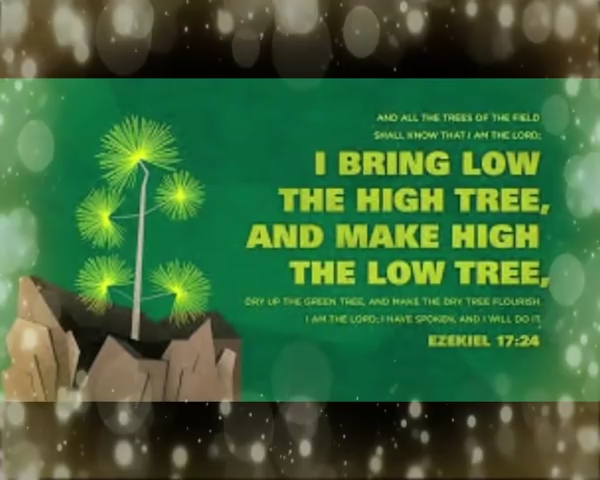 AND ALL THE TREES OF THE FIELD
SHALL KNOW THAT I AM THE LORD;
I BRING LOW
THE HIGH TREE,
AND MAKE HIGH
THE LOW TREE,
DRY UP THE GREEN TREE, AND MAKE THE DRY TREE FLOURISH.
I AM THE LORD; I HAVE SPOKEN, AND I WILL DO IT.
EZEKIEL 17:24